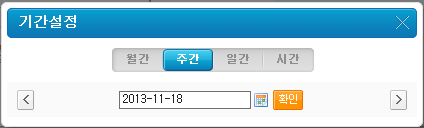 기간설정
월간 주간 일간 시간
2013-11-18 확인